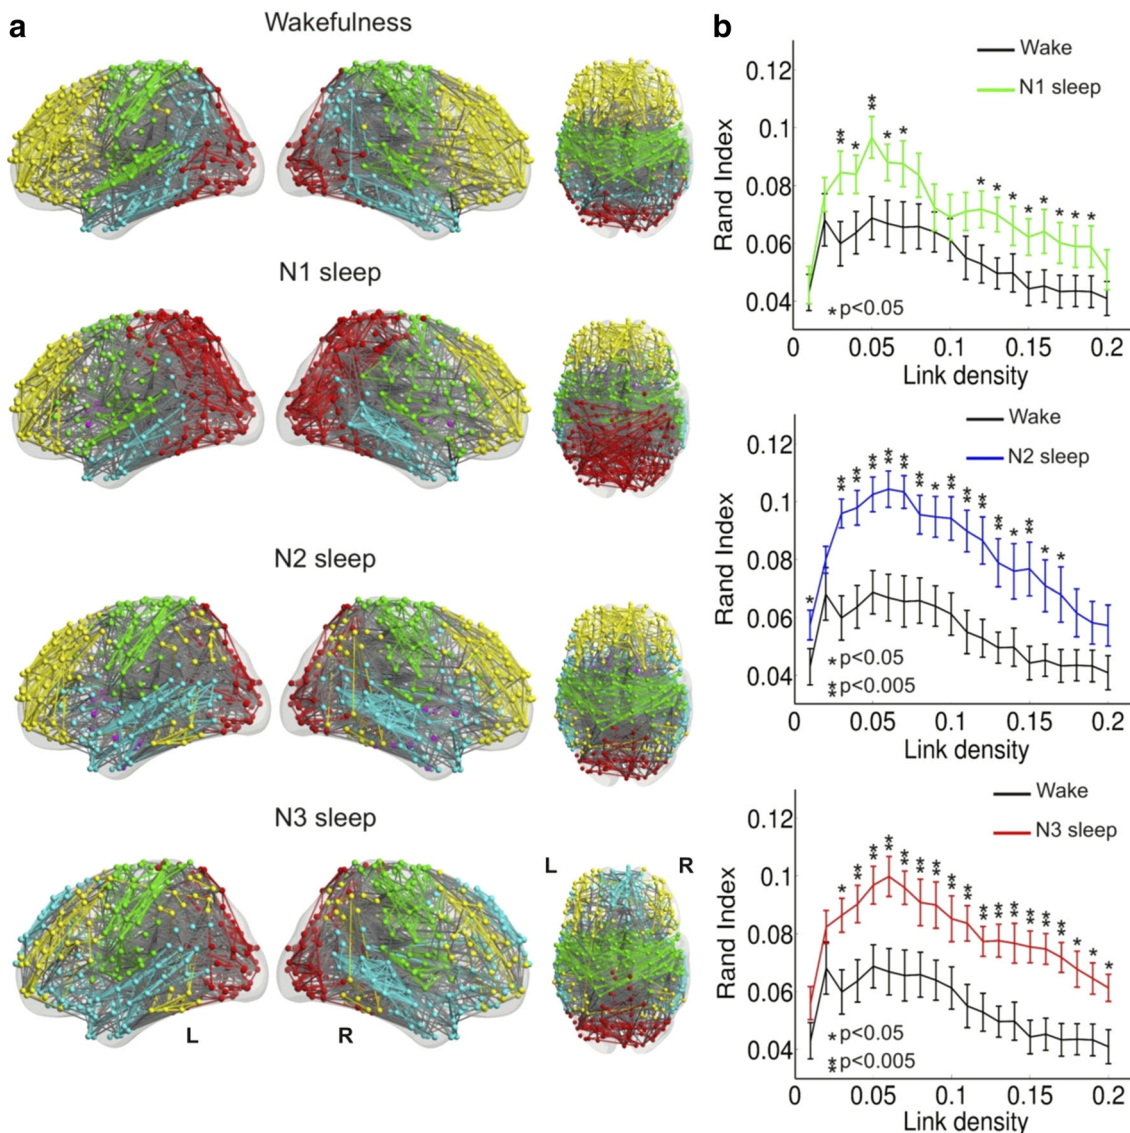 a
Wakefulness
N1 sleep
N2 sleep
N3 sleep
L
R
L
R
b
Wake
N1 sleep
Rand Index
0.12
0.1
0.08
0.06
0.04
** * ** * * * * * * * * * *
* p<0.05
0 0.05 0.1 0.15 0.2
Link density
Wake
N2 sleep
Rand Index
0.12
0.1
0.08
0.06
0.04
* ** ** ** ** ** ** * ** ** ** ** * ** * *
* p<0.05
** p<0.005
0 0.05 0.1 0.15 0.2
Link density
Wake
N3 sleep
Rand Index
0.12
0.1
0.08
0.06
0.04
* ** ** ** ** ** ** ** ** ** ** ** ** ** ** * * *
* p<0.05
** p<0.005
0 0.05 0.1 0.15 0.2
Link density